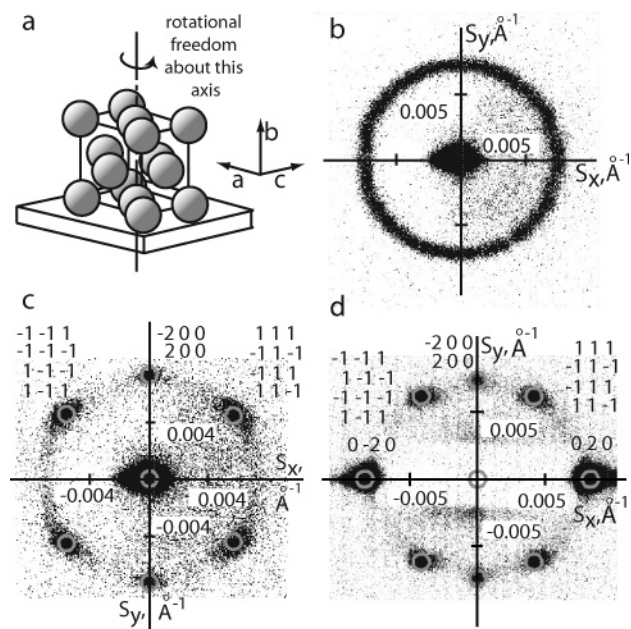 a
rotational
freedom
about this
axis
b
a
c
b
Sy,Å-1
0.005
0.005
Sx,Å-1
c
-1 -1 1
-1 -1 -1
1 -1 -1
1 -1 1
-2 0 0
2 0 0
1 1 1
1 1 -1
-1 1 -1
-1 1 1
0.004
Sx,
Å-1
-0.004
0.004
-0.004
Sy, Å-1
d
-2 0 0
2 0 0
Sy,Å-1
-1 -1 1
-1 -1 -1
1 -1 -1
1 -1 1
1 1 1
-1 1 1
-1 1 -1
1 1 -1
0.005
0 -2 0
0 2 0
-0.005
0.005
Sx,Å-1
-0.005